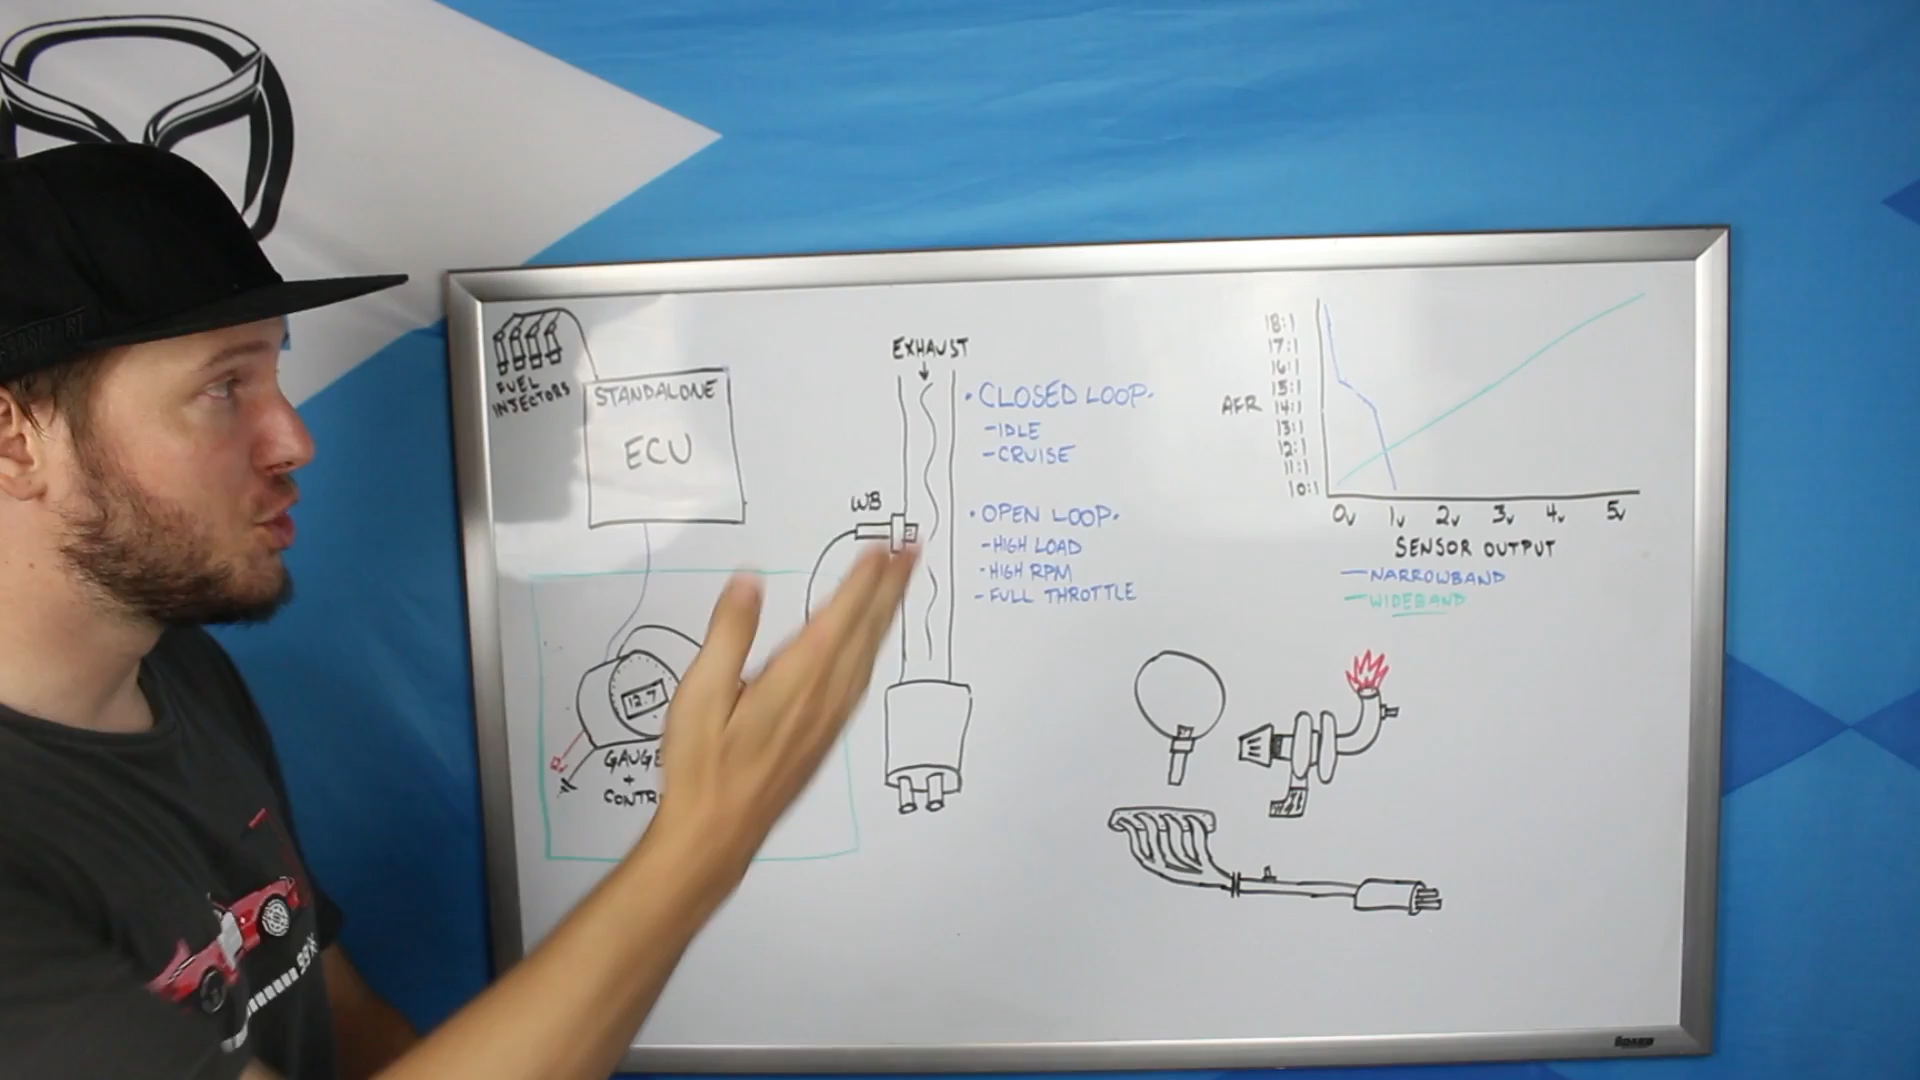 FUEL
INJECTORS
STANDALONE
ECU
12.7
12v
GAUGE
+
EXHAUST
WB
• CLOSED LOOP •
- IDLE
- CRUISE
• OPEN LOOP •
- HIGH LOAD
- HIGH RPM
- FULL THROTTLE
AFR
18:1
17:1
16:1
15:1
14:1
13:1
12:1
11:1
10:1
0v 1v 2v 3v 4v 5v
SENSOR OUTPUT
— NARROWBAND
— WIDEBAND